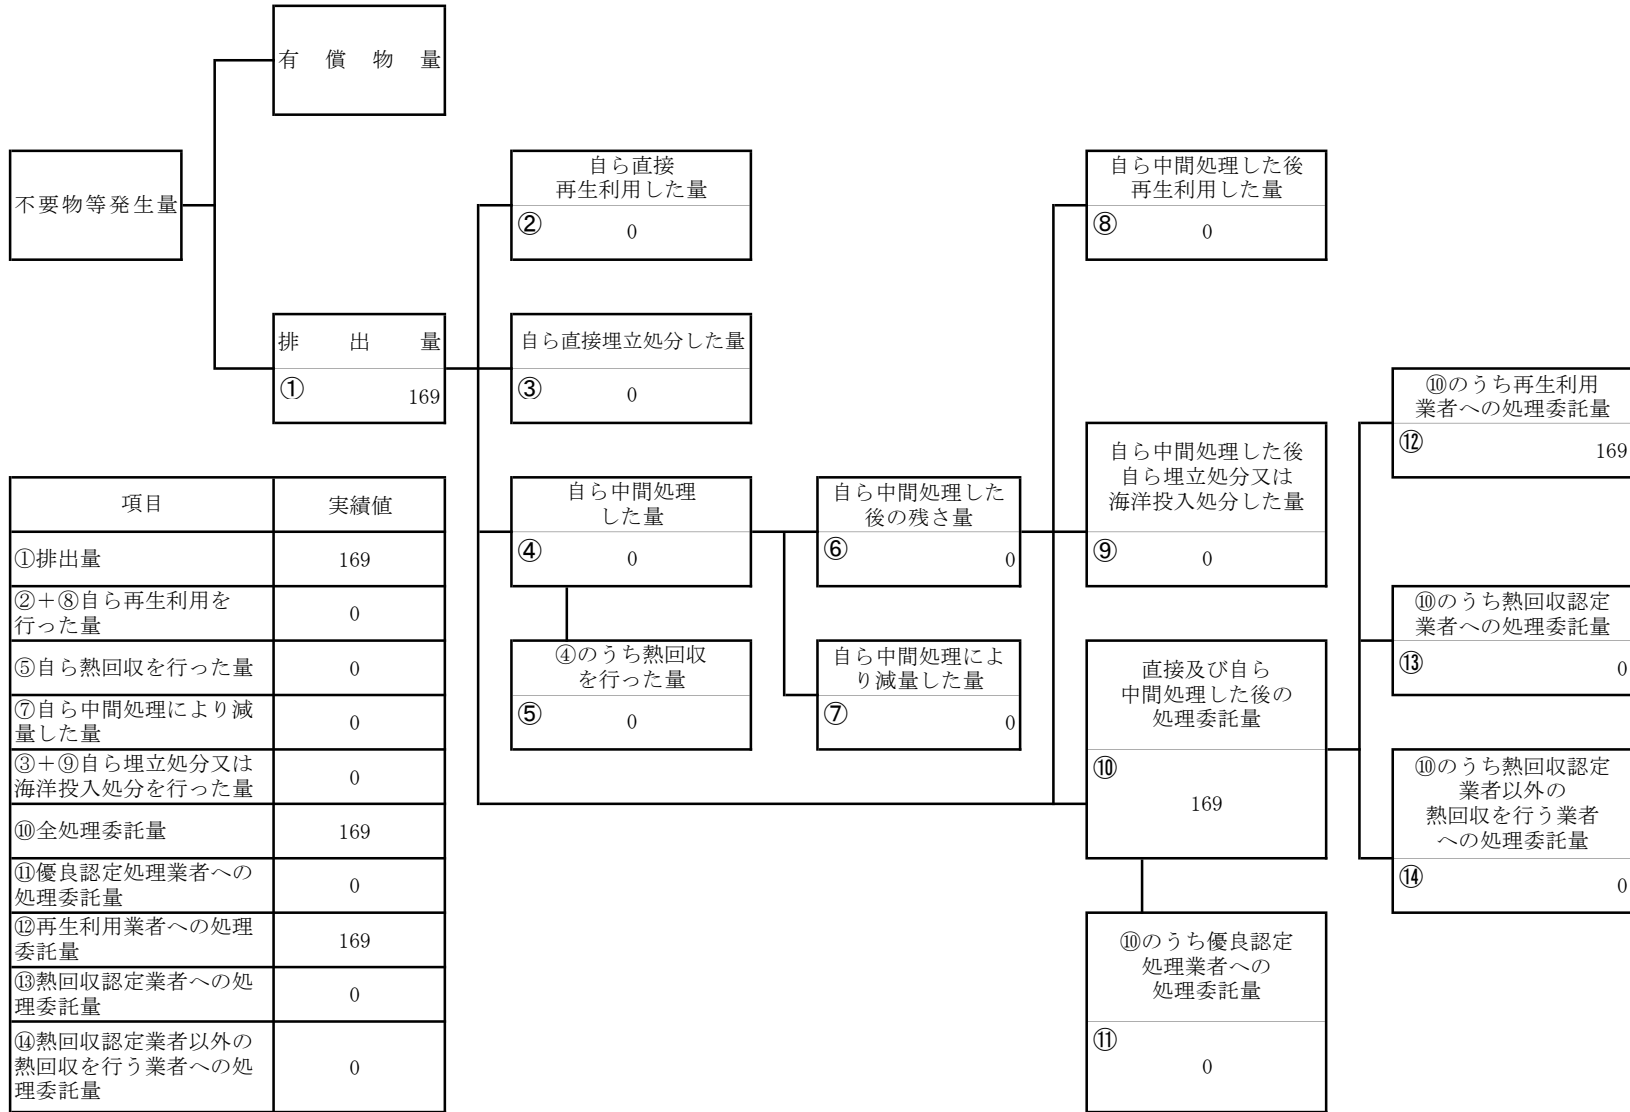 有償物量
不要物等発生量
排出量
① 169
自ら直接
再生利用した量
② 0
自ら直接埋立処分した量
③ 0
自ら中間処理
した量
④ 0
④のうち熱回収
を行った量
⑤ 0
自ら中間処理した
後の残さ量
⑥ 0
自ら中間処理によ
り減量した量
⑦ 0
自ら中間処理した後
再生利用した量
⑧ 0
自ら中間処理した後
自ら埋立処分又は
海洋投入処分した量
⑨ 0
直接及び自ら
中間処理した後の
処理委託量
⑩
169
⑩のうち優良認定
処理業者への
処理委託量
⑪
0
⑩のうち再生利用
業者への処理委託量
⑫ 169
⑩のうち熱回収認定
業者への処理委託量
⑬ 0
⑩のうち熱回収認定
業者以外の
熱回収を行う業者
への処理委託量
⑭ 0
項目 実績値
①排出量 169
②+⑧自ら再生利用を
行った量 0
⑤自ら熱回収を行った量 0
⑦自ら中間処理により減
量した量 0
③+⑨自ら埋立処分又は
海洋投入処分を行った量 0
⑩全処理委託量 169
⑪優良認定処理業者への
処理委託量 0
⑫再生利用業者への処理
委託量 169
⑬熱回収認定業者への処
理委託量 0
⑭熱回収認定業者以外の
熱回収を行う業者への処 0
理委託量